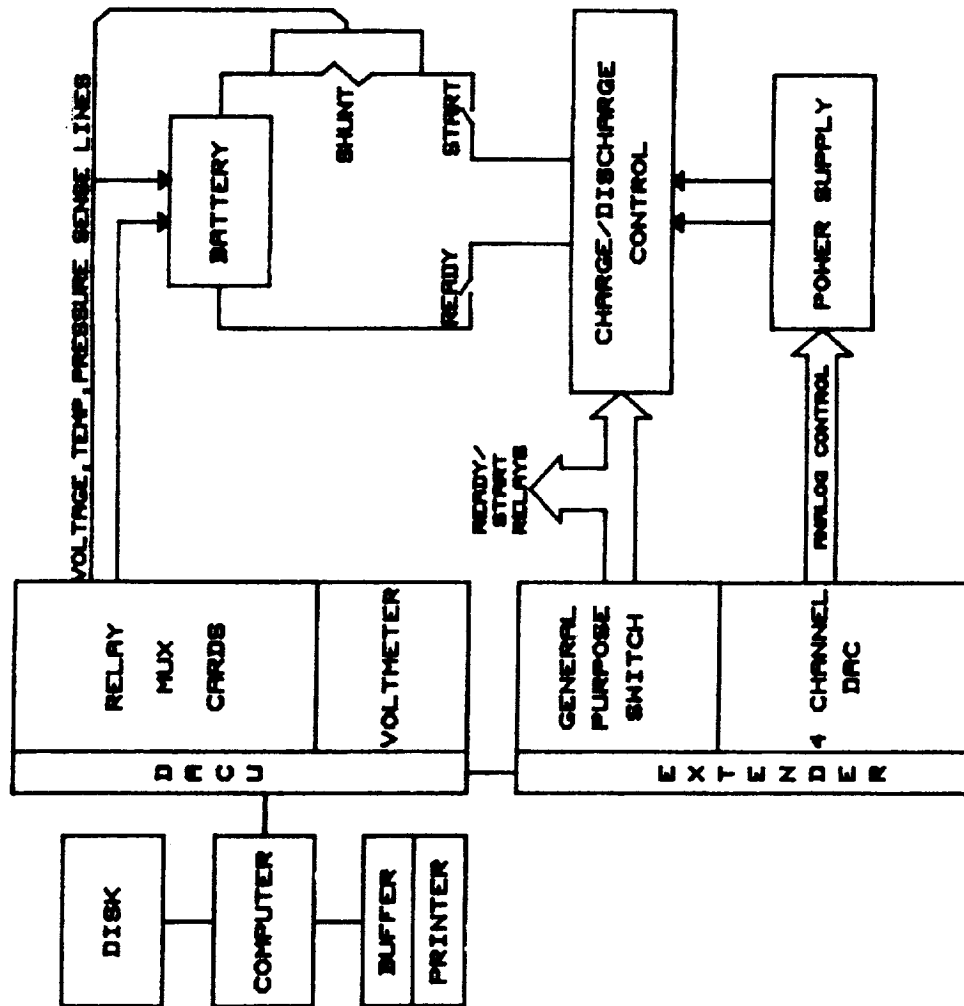 DISK
COMPUTER
BUFFER
PRINTER
DACU
RELAY
MUX
CARDS
VOLTMETER
EXTENDER
GENERAL
PURPOSE
SWITCH
4 CHANNEL
DAC
VOLTAGE,TEMP,PRESSURE SENSE LINES
READY/
START
RELAYS
ANALOG CONTROL
BATTERY
SHUNT
READY
START
CHARGE/DISCHARGE
CONTROL
POWER SUPPLY